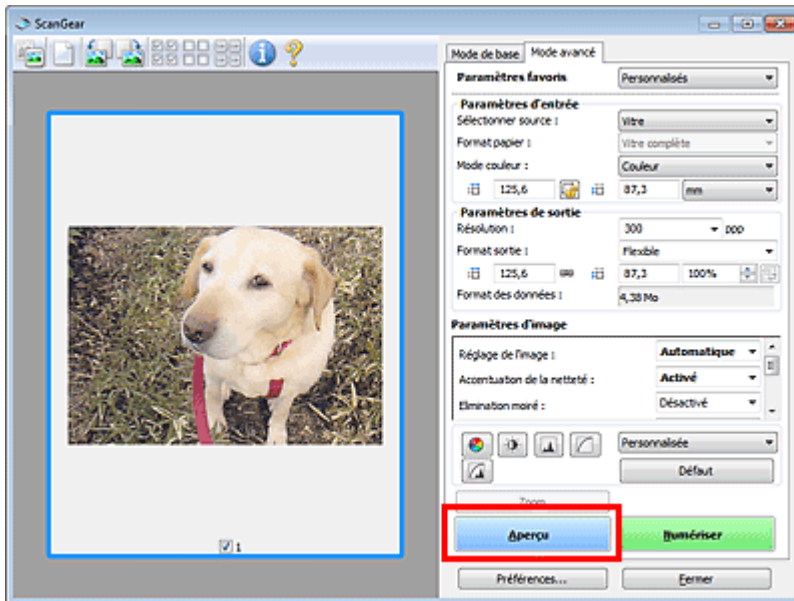 ScanGear
Mode de base Mode avancé
Paramètres favoris Personnalisés
Paramètres d'entrée
Sélectionner source : Vitre
Format papier : Vitre complète
Mode couleur : Couleur
125,6 87,3 mm
Paramètres de sortie
Résolution : 300 ppp
Format sortie : Flexible
125,6 87,3 100%
Format des données : 4,38 Mo
Paramètres d'image
Réglage de l'image : Automatique
Accentuation de la netteté : Activé
Elimination moiré : Désactivé
Personnalisée
Défaut
Zoom
Aperçu Numériser
1
Préférences... Fermer